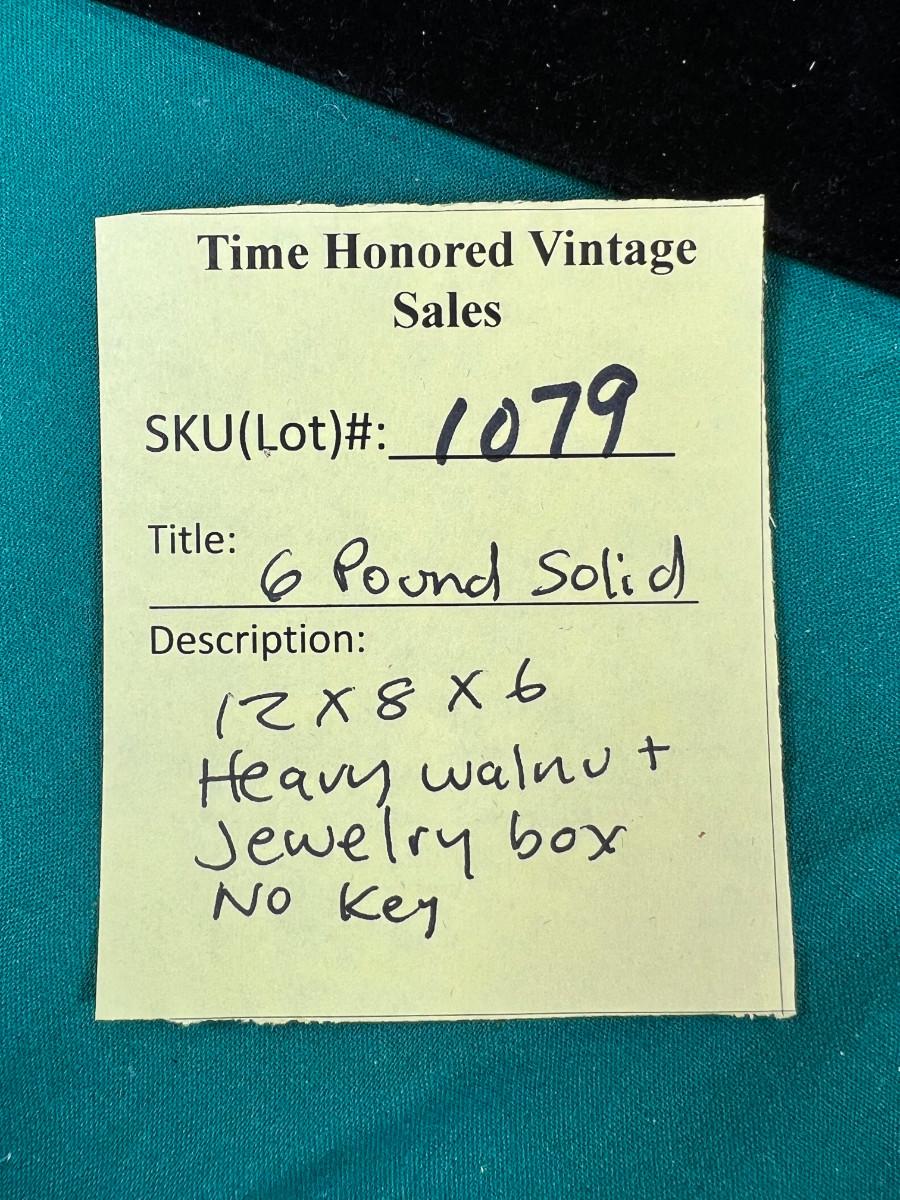 Time Honored Vintage
Sales
SKU(Lot)#: 1079
Title: 6 Pound Solid
Description:
12 x 8 x 6
Heavy walnut
Jewelry box
No Key